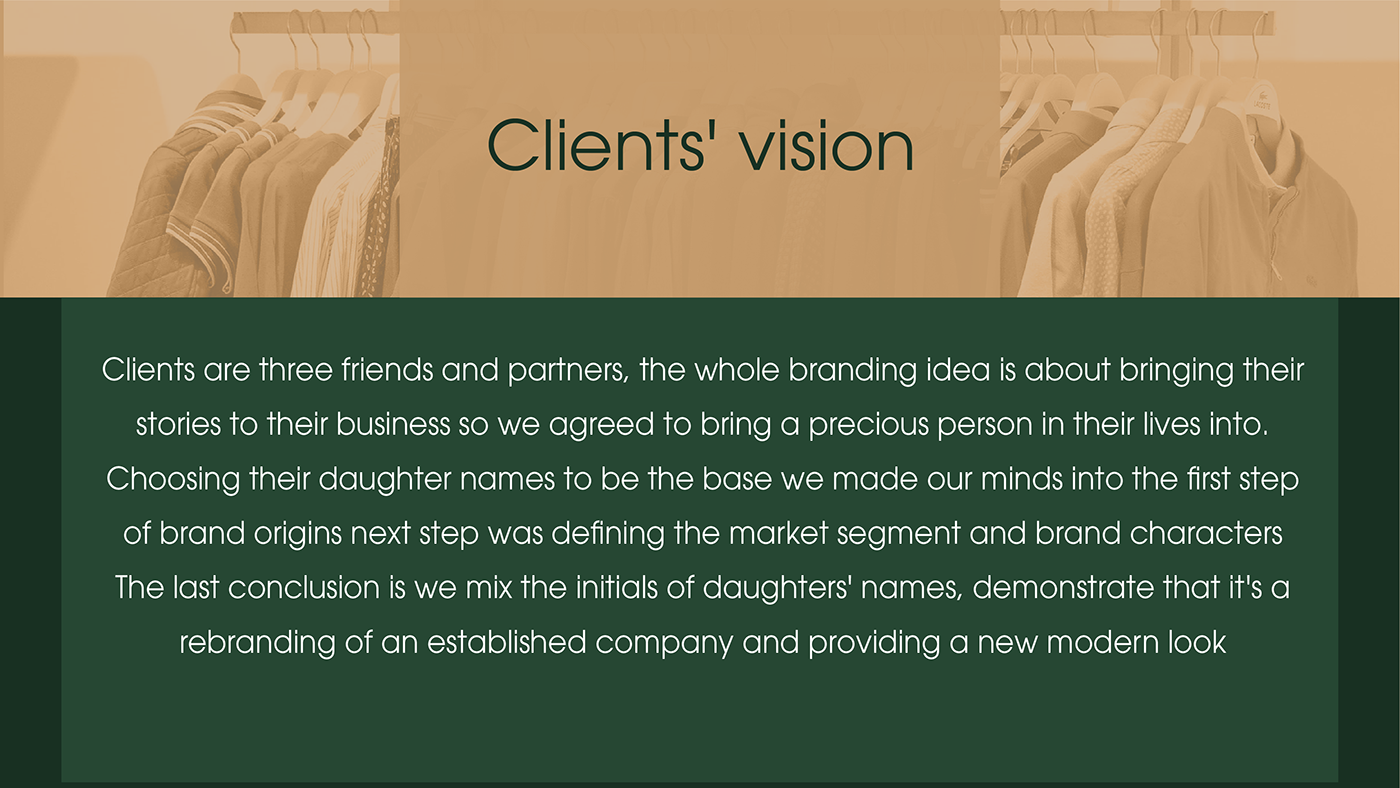 Clients' vision
Clients are three friends and partners, the whole branding idea is about bringing their
stories to their business so we agreed to bring a precious person in their lives into.
Choosing their daughter names to be the base we made our minds into the first step
of brand origins next step was defining the market segment and brand characters
The last conclusion is we mix the initials of daughters' names, demonstrate that it's a
rebranding of an established company and providing a new modern look